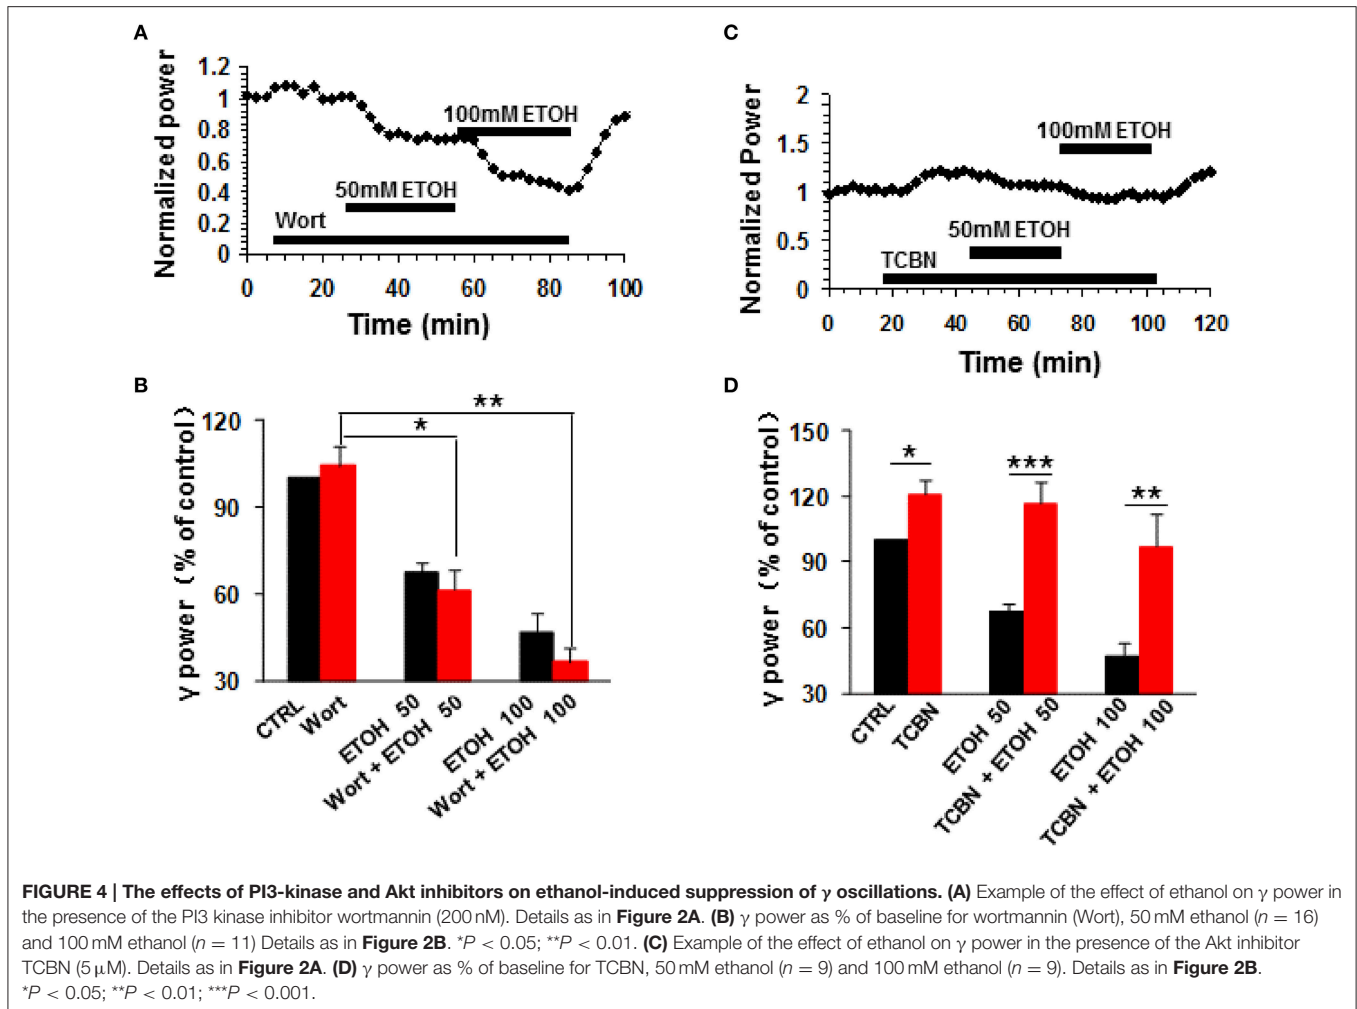 A
Normalized power
1.2
1
0.8
0.6
0.4
0.2
0
100mM ETOH
50mM ETOH
Wort
0 20 40 60 80 100
Time (min)
C
Normalized Power
2
1.5
1
0.5
0
100mM ETOH
50mM ETOH
TCBN
0 20 40 60 80 100 120
Time (min)
B
γ power (% of control)
120
90
60
30
**
*
CTRL
Wort
ETOH 50
Wort + ETOH 50
ETOH 100
Wort + ETOH 100
D
γ power (% of control)
150
120
90
60
30
*
***
**
CTRL
TCBN
ETOH 50
TCBN + ETOH 50
ETOH 100
TCBN + ETOH 100
FIGURE 4 | The effects of PI3-kinase and Akt inhibitors on ethanol-induced suppression of γ oscillations. (A) Example of the effect of ethanol on γ power in
the presence of the PI3 kinase inhibitor wortmannin (200 nM). Details as in Figure 2A. (B) γ power as % of baseline for wortmannin (Wort), 50 mM ethanol (n = 16)
and 100 mM ethanol (n = 11) Details as in Figure 2B. *P < 0.05; **P < 0.01. (C) Example of the effect of ethanol on γ power in the presence of the Akt inhibitor
TCBN (5 μM). Details as in Figure 2A. (D) γ power as % of baseline for TCBN, 50 mM ethanol (n = 9) and 100 mM ethanol (n = 9). Details as in Figure 2B.
*P < 0.05; **P < 0.01; ***P < 0.001.